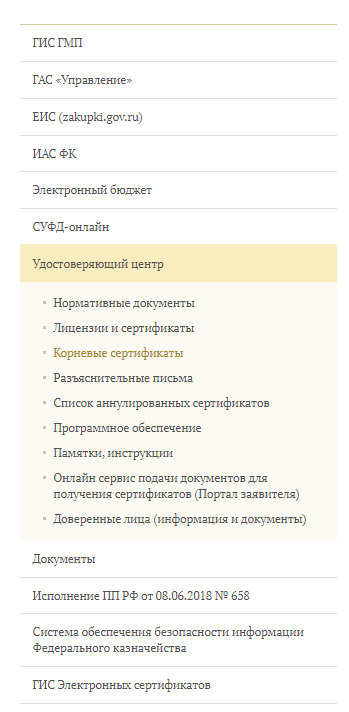 ГИС ГМП
ГАС «Управление»
ЕИС (zakupki.gov.ru)
ИАС ФК
Электронный бюджет
СУФД-онлайн
Удостоверяющий центр
Нормативные документы
Лицензии и сертификаты
Корневые сертификаты
Разъяснительные письма
Список аннулированных сертификатов
Программное обеспечение
Памятки, инструкции
Онлайн сервис подачи документов для
получения сертификатов (Портал заявителя)
Доверенные лица (информация и документы)
Документы
Исполнение ПП РФ от 08.06.2018 № 658
Система обеспечения безопасности информации
Федерального казначейства
ГИС Электронных сертификатов